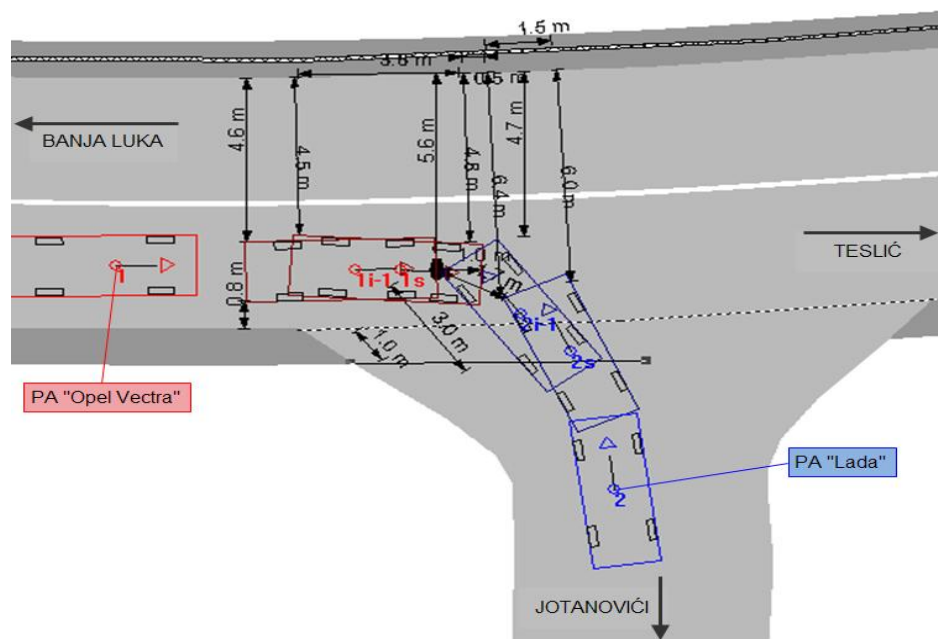 1.5 m
3.8 m
0.5 m
4.6 m
BANJA LUKA
4.5 m
5.6 m
4.8 m
4.7 m
6.4 m
6.0 m
TESLIĆ
1
1i-1
1s
0.8 m
3.0 m
2i-1
1.0 m
2s
PA "Opel Vectra"
PA "Lada"
2
JOTANOVIĆI